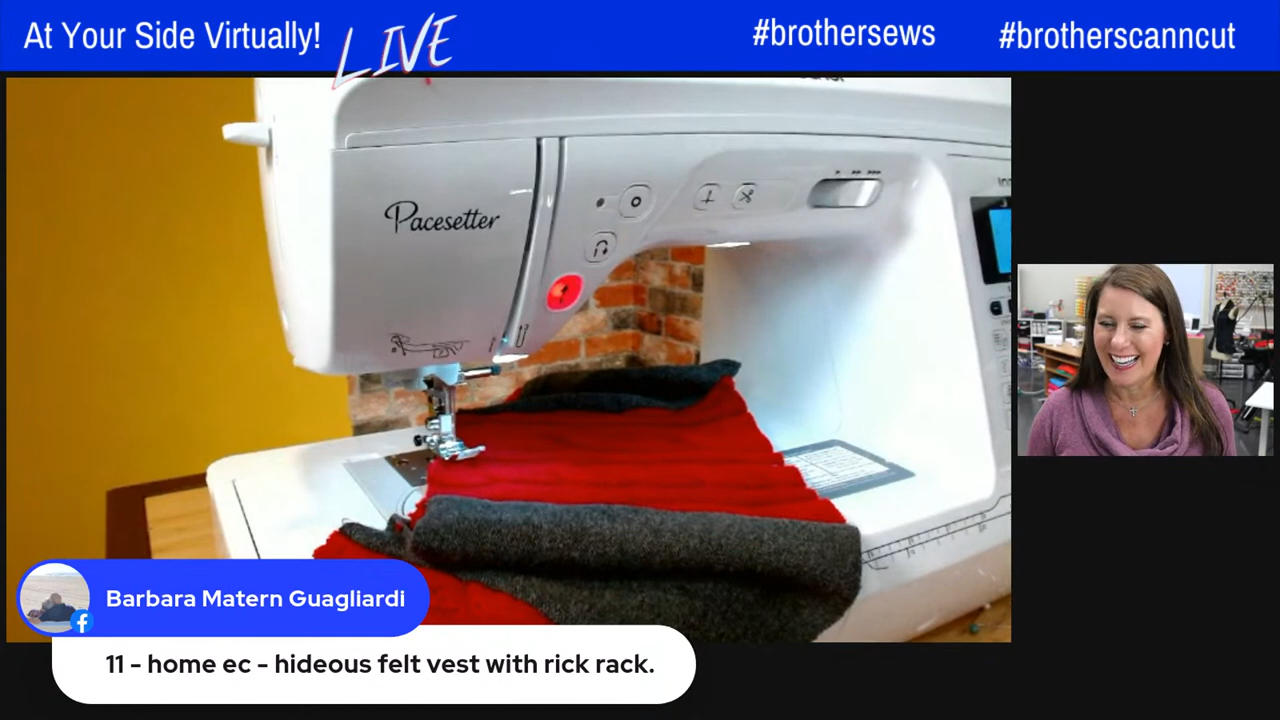 At Your Side Virtually! LIVE
#brothersews
#brotherscanncut
Pacesetter
Barbara Matern Guagliardi
11 - home ec - hideous felt vest with rick rack.